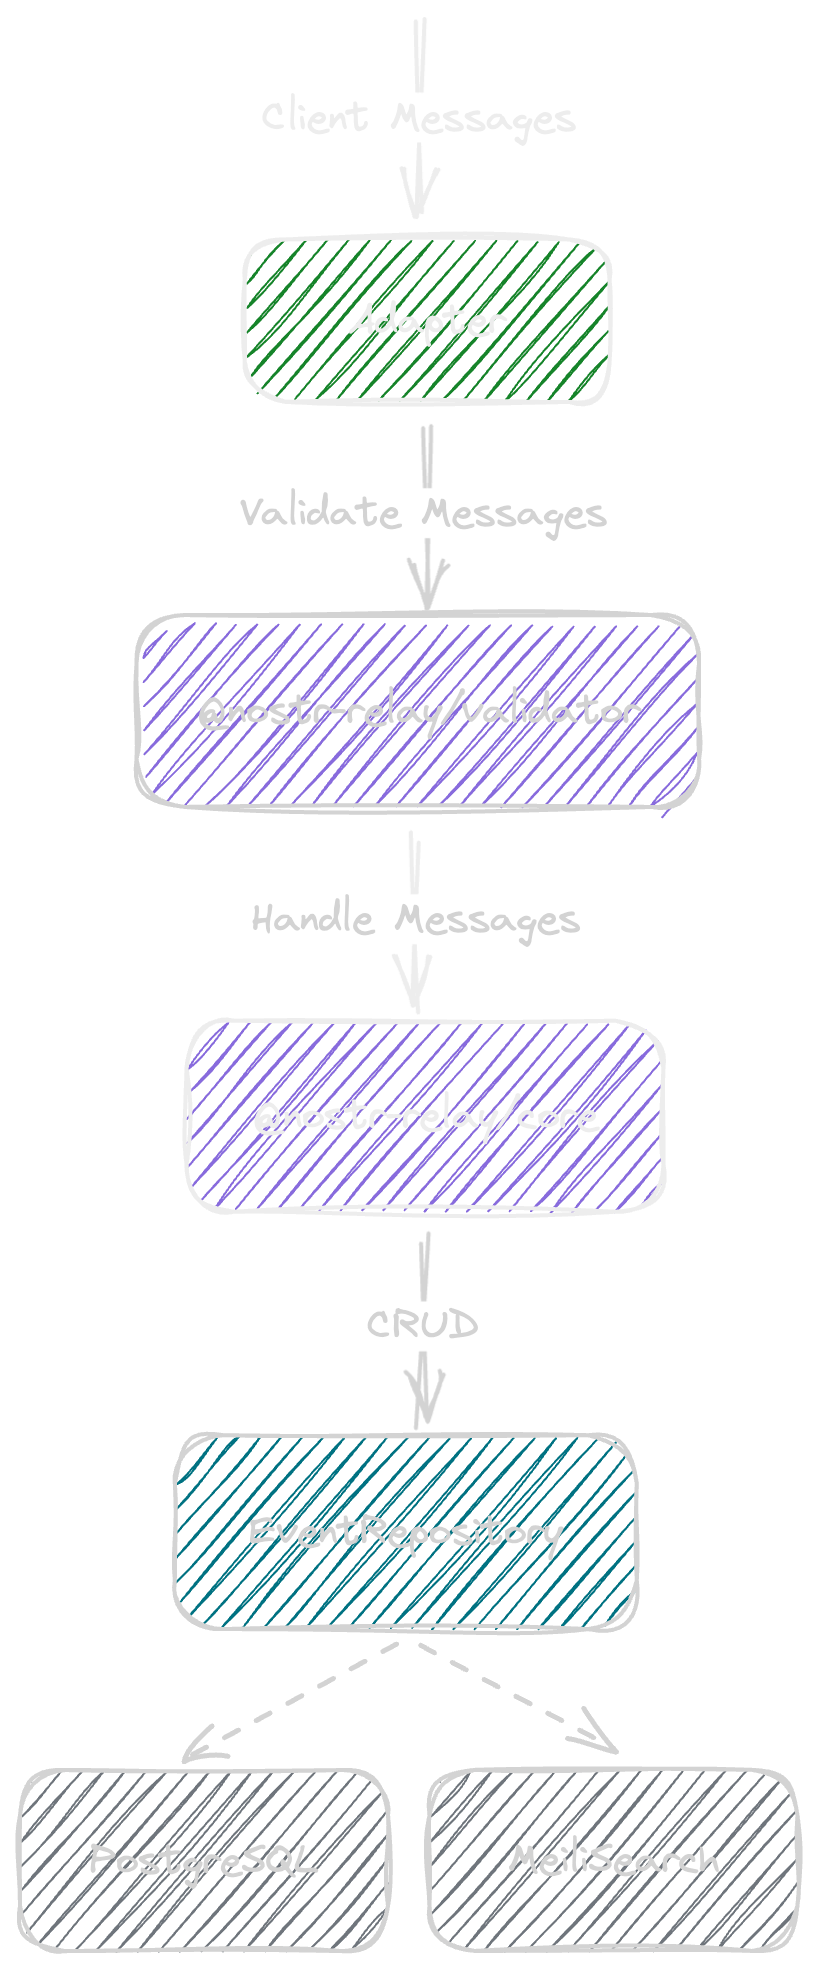 Client Messages
Adapter
Validate Messages
@nostr-relay/validator
Handle Messages
@nostr-relay/core
CRUD
EventRepository
PostgreSQL
MeiliSearch